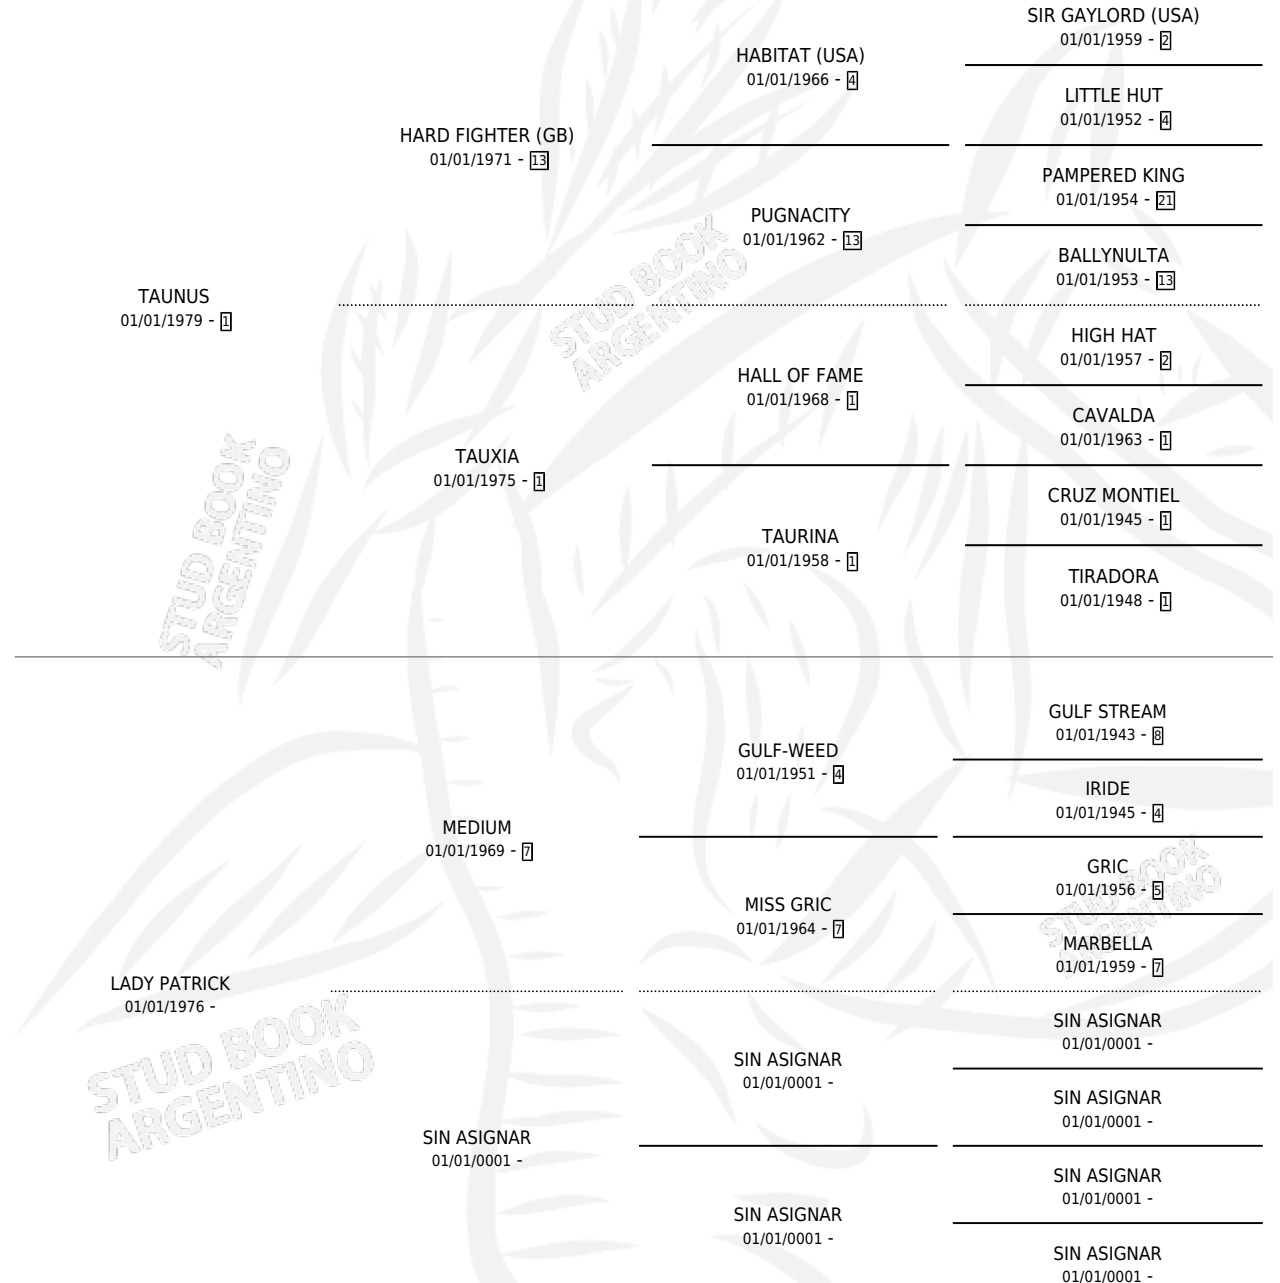 SIR GAYLORD (USA)
01/01/1959 - 2
HABITAT (USA)
01/01/1966 - 4
LITTLE HUT
01/01/1952 - 4
HARD FIGHTER (GB)
01/01/1971 - 13
PAMPERED KING
01/01/1954 - 21
PUGNACITY
01/01/1962 - 13
BALLYNULTA
01/01/1953 - 13
TAUNUS
01/01/1979 - 1
HIGH HAT
01/01/1957 - 2
HALL OF FAME
01/01/1968 - 1
CAVALDA
01/01/1963 - 1
TAUXIA
01/01/1975 - 1
CRUZ MONTIEL
01/01/1945 - 1
TAURINA
01/01/1958 - 1
TIRADORA
01/01/1948 - 1
GULF STREAM
01/01/1943 - 8
GULF-WEED
01/01/1951 - 4
IRIDE
01/01/1945 - 4
MEDIUM
01/01/1969 - 7
GRIC
01/01/1956 - 5
MISS GRIC
01/01/1964 - 7
MARBELLA
01/01/1959 - 7
LADY PATRICK
01/01/1976 -
SIN ASIGNAR
01/01/0001 -
SIN ASIGNAR
01/01/0001 -
SIN ASIGNAR
01/01/0001 -
SIN ASIGNAR
01/01/0001 -
SIN ASIGNAR
01/01/0001 -
SIN ASIGNAR
01/01/0001 -
SIN ASIGNAR
01/01/0001 -
STUD BOOK
ARGENTINO
STUD BOOK
ARGENTINO
STUD BOOK
ARGENTINO
STUD BOOK
ARGENTINO